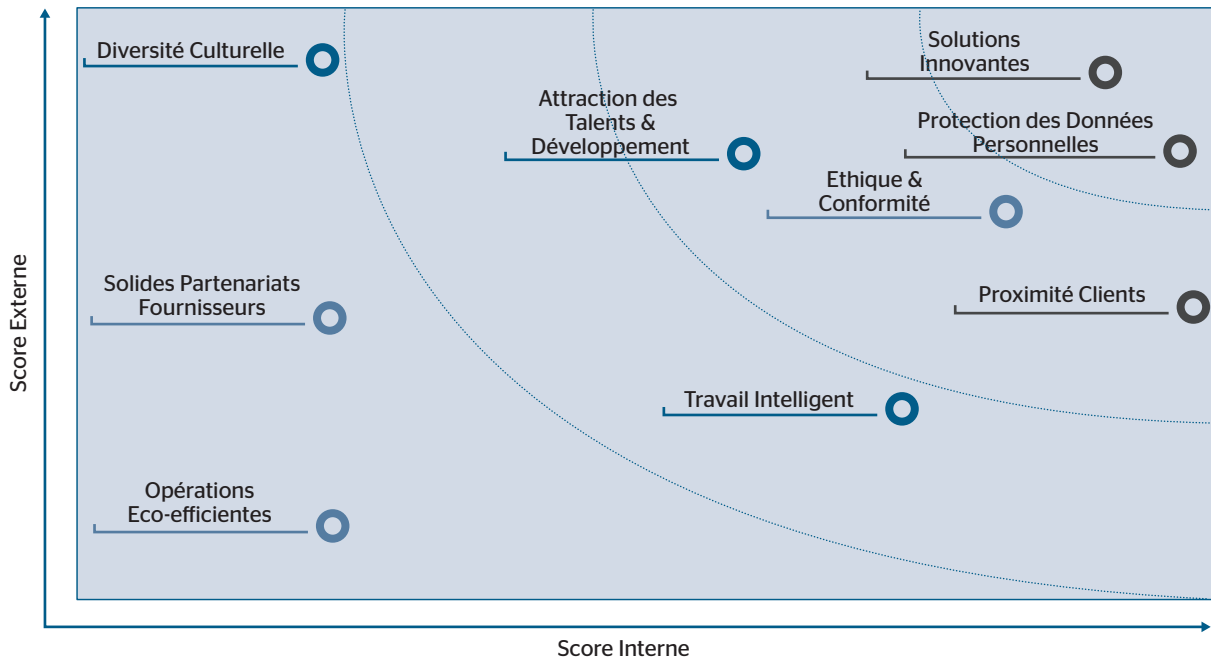 Diversité Culturelle
Solutions
Innovantes
Attraction des
Talents &
Développement
Protection des Données
Personnelles
Ethique &
Conformité
Solides Partenariats
Fournisseurs
Proximité Clients
Travail Intelligent
Opérations
Eco-efficientes
Score Externe
Score Interne